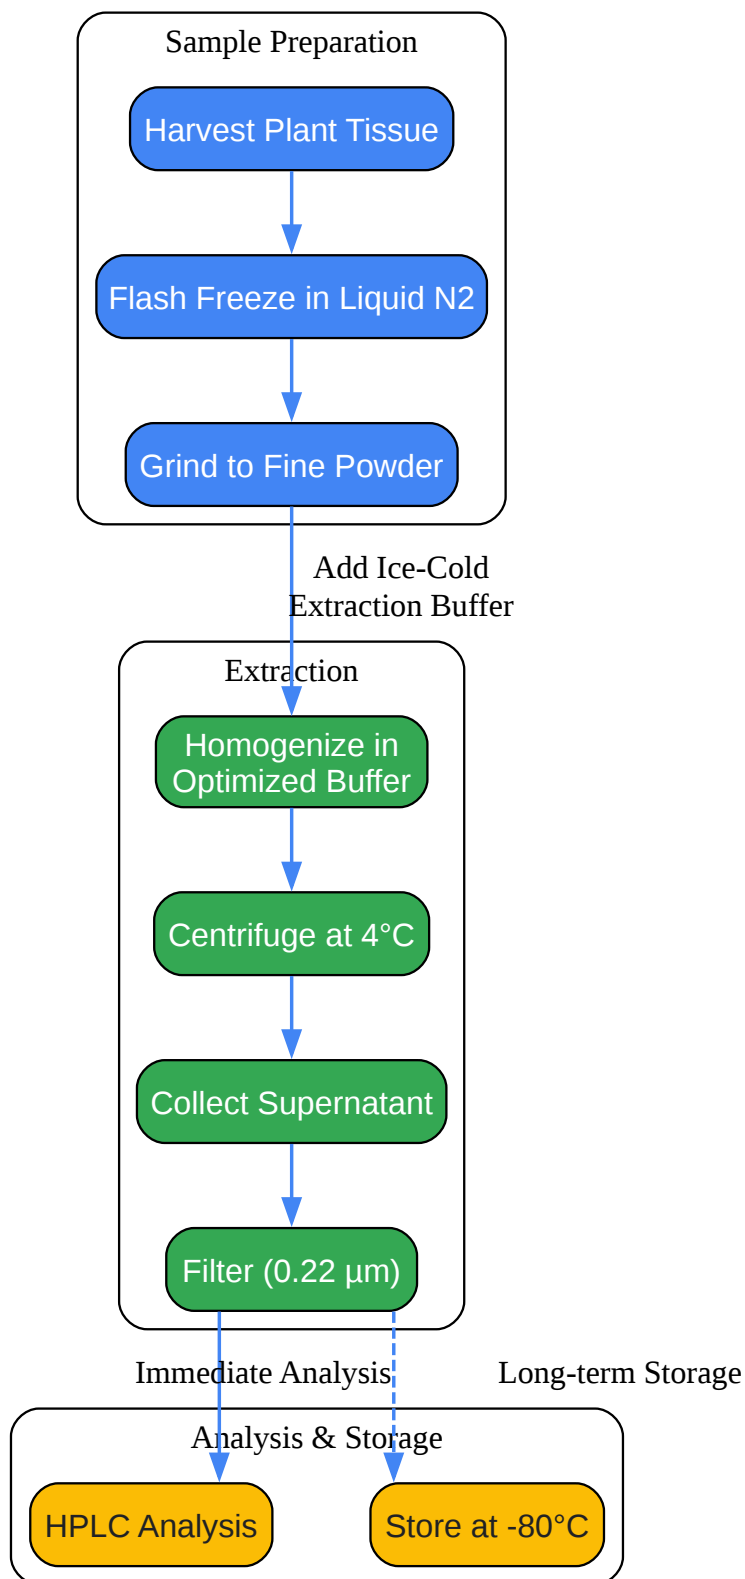 Sample Preparation
Harvest Plant Tissue
Flash Freeze in Liquid N2
Grind to Fine Powder
Add Ice-Cold
Extraction Buffer
Extraction
Homogenize in
Optimized Buffer
Centrifuge at 4°C
Collect Supernatant
Filter (0.22 µm)
Immediate Analysis
Long-term Storage
Analysis & Storage
HPLC Analysis
Store at -80°C